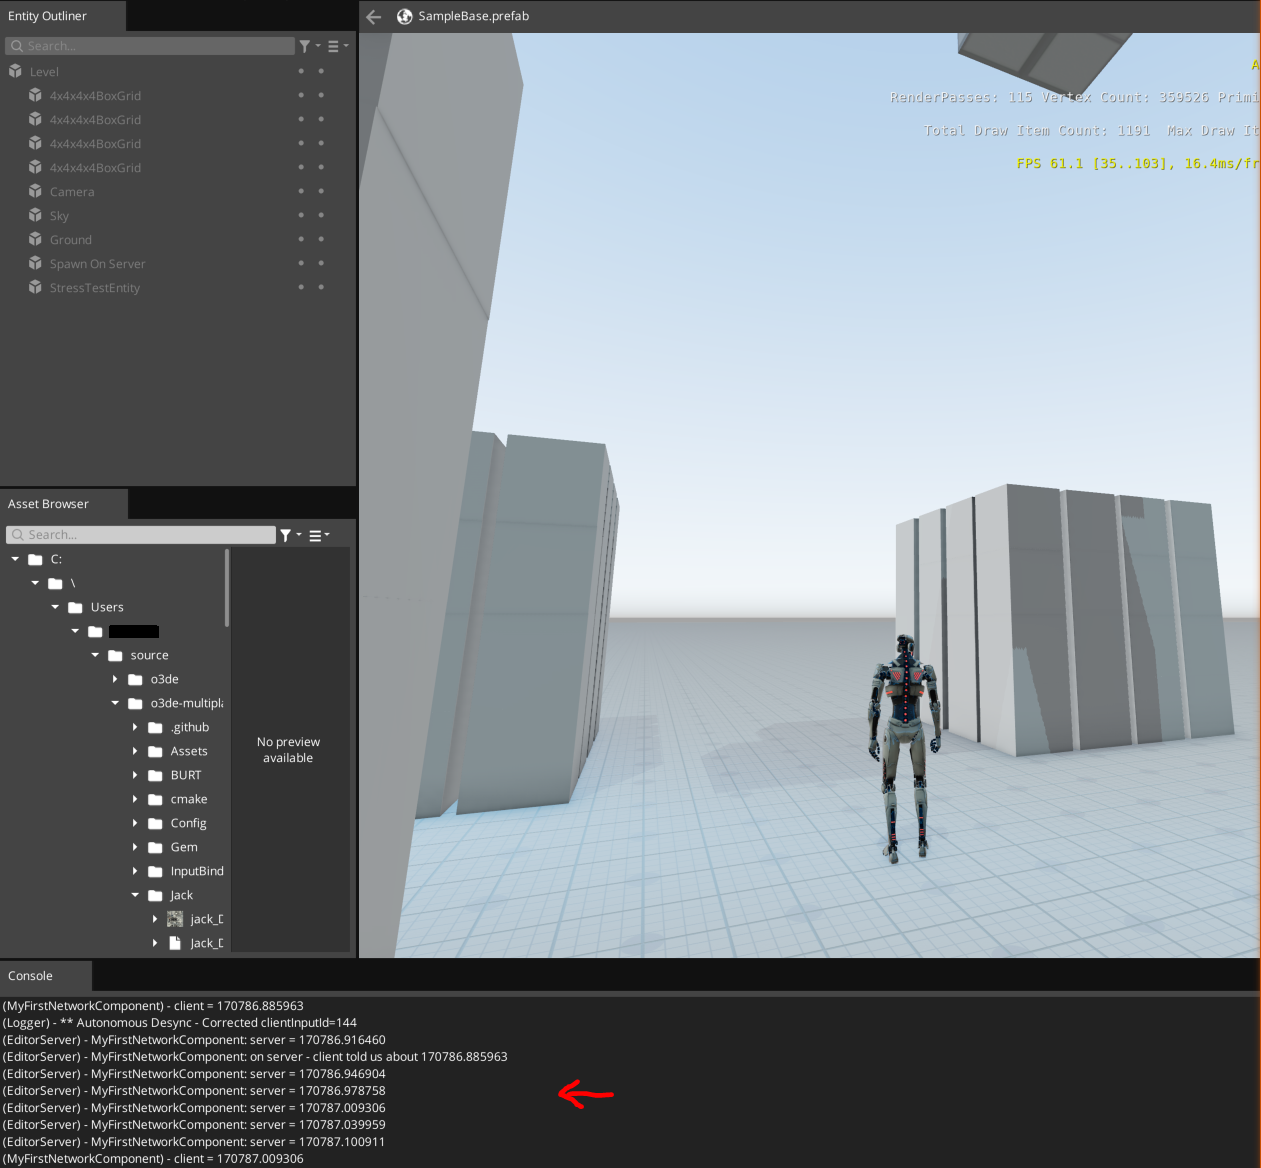 Entity Outliner
Search...
Level
4x4x4x4BoxGrid
4x4x4x4BoxGrid
4x4x4x4BoxGrid
4x4x4x4BoxGrid
Camera
Sky
Ground
Spawn On Server
StressTestEntity
Asset Browser
Search...
C:
\
Users
source
o3de
o3de-multipl
.github
Assets
BURT
cmake
Config
Gem
InputBind
Jack
jack_D
Jack_D
No preview
available
SampleBase.prefab
A
RenderPasses: 115 Vertex Count: 359526 Primi
Total Draw Item Count: 1191 Max Draw It
FPS 61.1 [35..103], 16.4ms/fr
Console
(MyFirstNetworkComponent) - client = 170786.885963
(Logger) - ** Autonomous Desync - Corrected clientInputId=144
(EditorServer) - MyFirstNetworkComponent: server = 170786.916460
(EditorServer) - MyFirstNetworkComponent: on server - client told us about 170786.885963
(EditorServer) - MyFirstNetworkComponent: server = 170786.946904
(EditorServer) - MyFirstNetworkComponent: server = 170786.978758
(EditorServer) - MyFirstNetworkComponent: server = 170787.009306
(EditorServer) - MyFirstNetworkComponent: server = 170787.039959
(EditorServer) - MyFirstNetworkComponent: server = 170787.100911
(MyFirstNetworkComponent) - client = 170787.009306